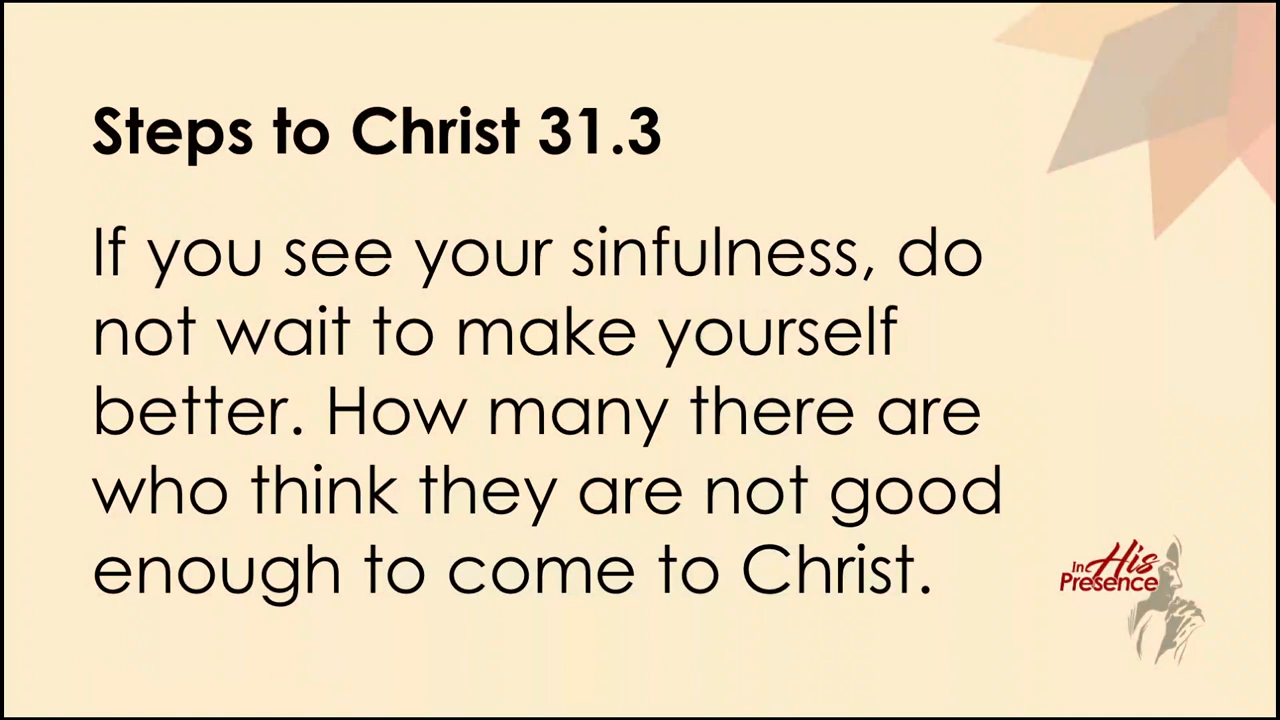 Steps to Christ 31.3
If you see your sinfulness, do
not wait to make yourself
better. How many there are
who think they are not good
enough to come to Christ.
In His
Presence